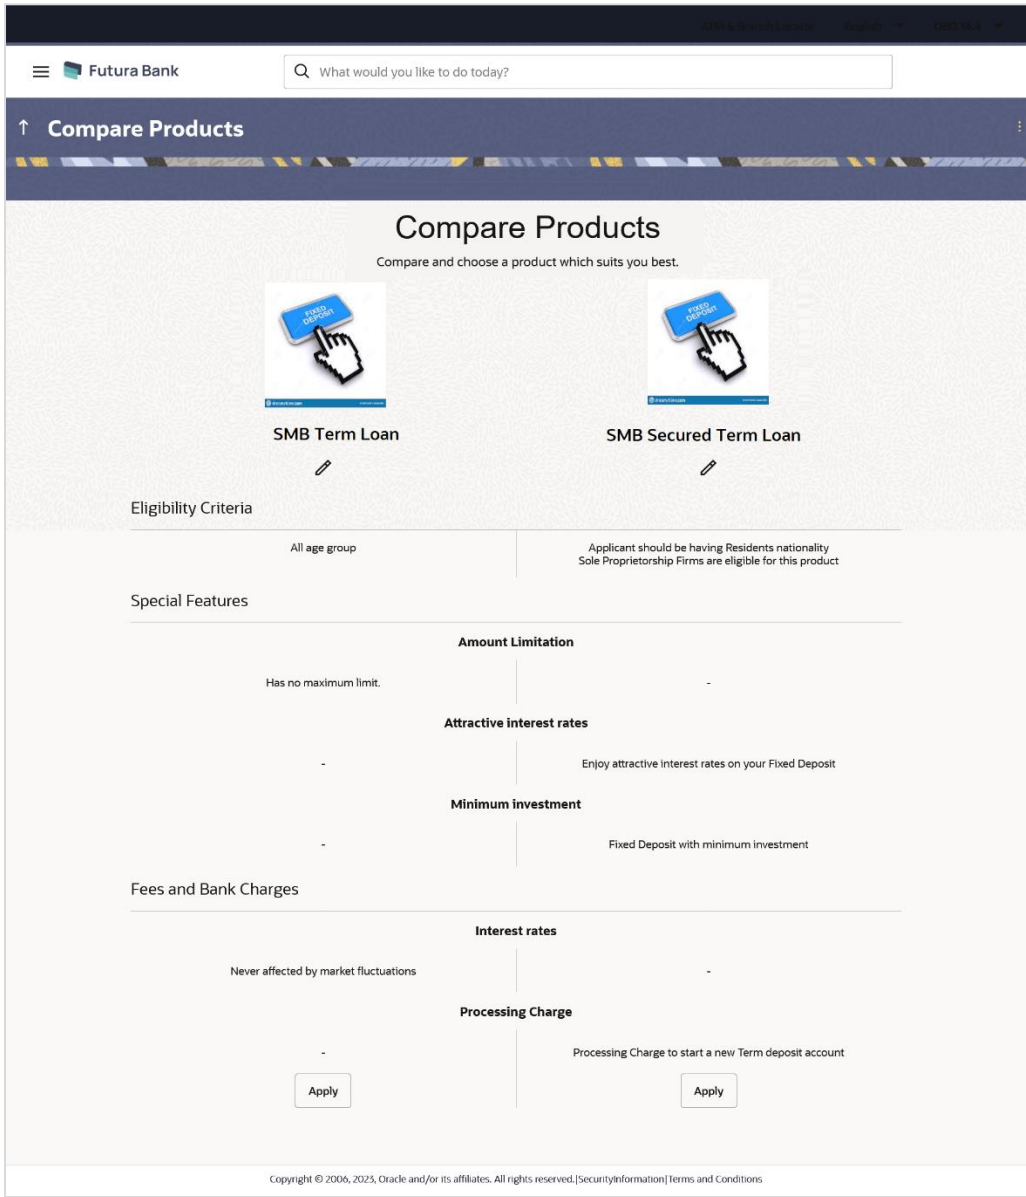 ATM & Branch Locator English
Futura Bank
What would you like to do today?
Compare Products
Compare Products
Compare and choose a product which suits you best.
FIXED DEPOSIT
FIXED DEPOSIT
SMB Term Loan
SMB Secured Term Loan
Eligibility Criteria
All age group
Applicant should be having Residents nationality
Sole Proprietorship Firms are eligible for this product
Special Features
Amount Limitation
Has no maximum limit.
-
Attractive interest rates
-
Enjoy attractive interest rates on your Fixed Deposit
Minimum investment
-
Fixed Deposit with minimum investment
Fees and Bank Charges
Interest rates
Never affected by market fluctuations
-
Processing Charge
-
Processing Charge to start a new Term deposit account
Apply
Apply
Copyright © 2006, 2023, Oracle and/or its affiliates. All rights reserved.|SecurityInformation|Terms and Conditions